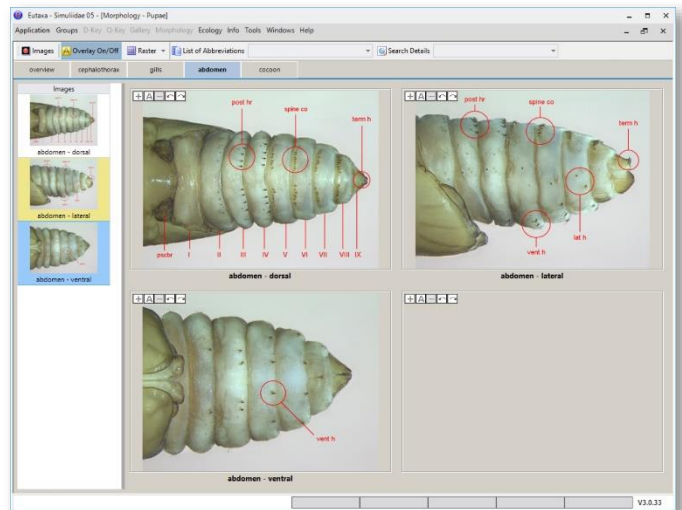 Eutaxa - Simuliidae 05 - [Morphology - Pupae]
Application Groups D-Key Q-Key Gallery Morphology Ecology Info Tools Windows Help
Images Overlay On/Off Raster List of Abbreviations Search Details
overview cephalothorax gills abdomen cocoon
Images
abdomen - dorsal
abdomen - lateral
abdomen - ventral
A
post hr spine co term h
I II III IV V VI VII VIII IX
abdomen - dorsal
A
post hr spine co term h
lat h
vent h
abdomen - lateral
A
vent h
abdomen - ventral
V3.0.33